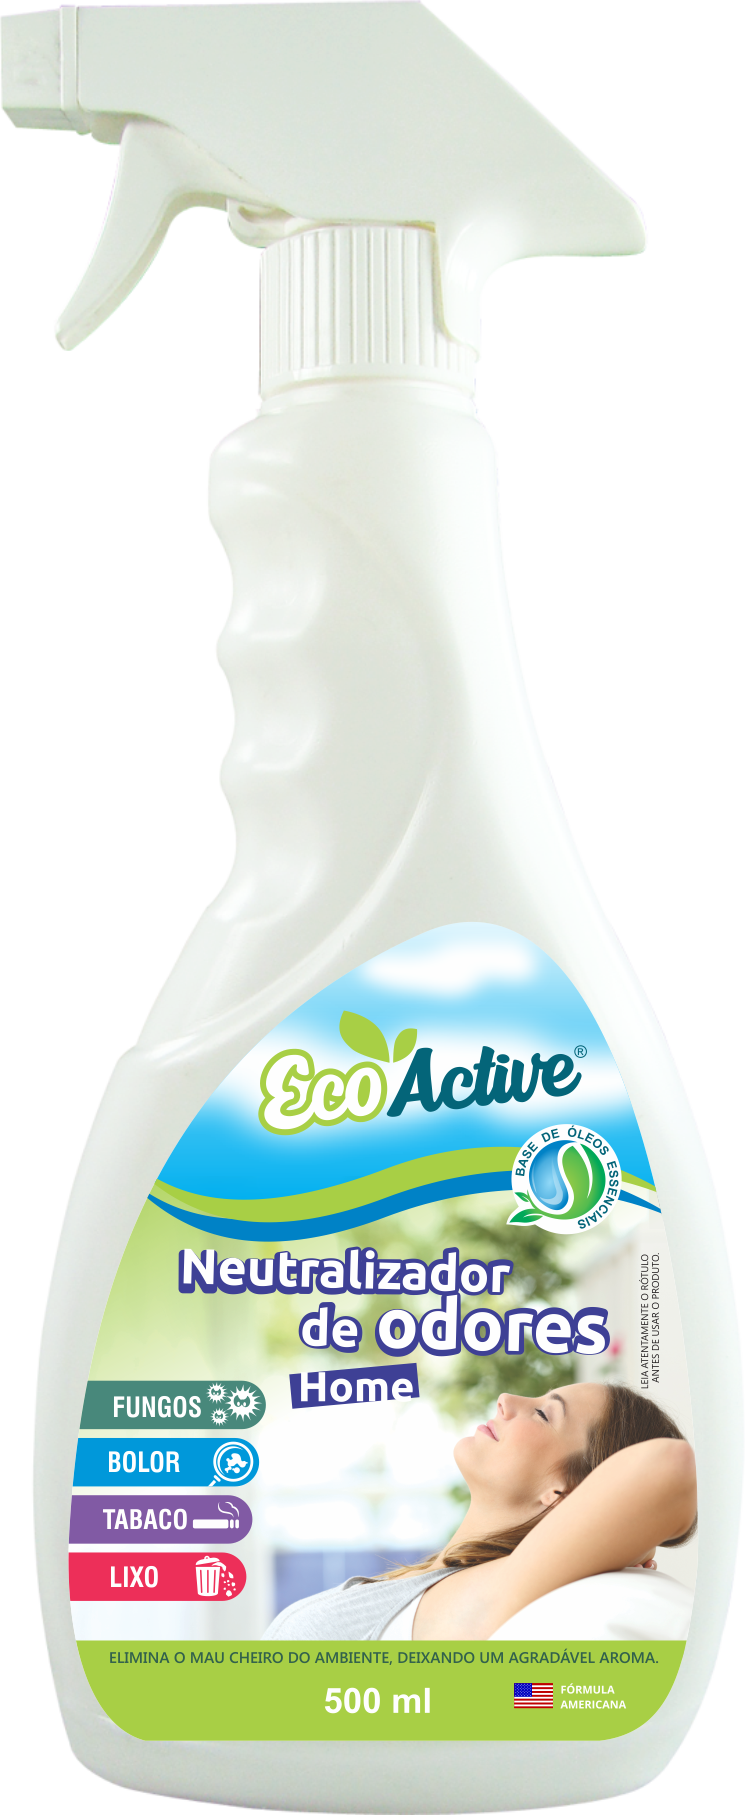 EcoActive®
BASE DE ÓLEOS ESSENCIAIS
Neutralizador
de odores
Home
LEIA ATENTAMENTE O RÓTULO
ANTES DE USAR O PRODUTO.
FUNGOS
BOLOR
TABACO
LIXO
ELIMINA O MAU CHEIRO DO AMBIENTE, DEIXANDO UM AGRADÁVEL AROMA.
500 ml
FÓRMULA
AMERICANA